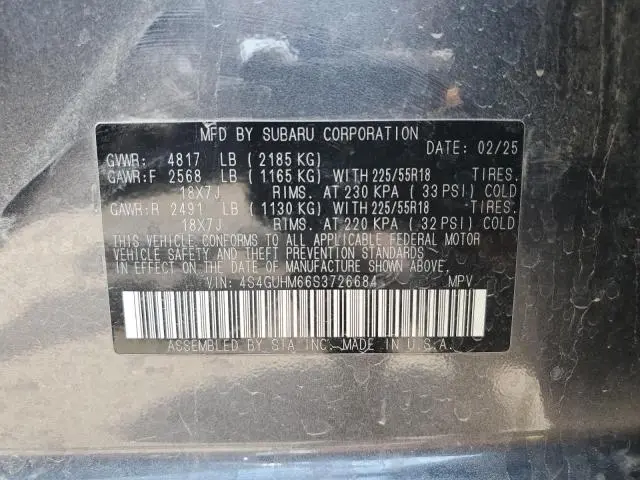 MFD BY SUBARU CORPORATION
DATE: 02/25
GVWR: 4817 LB (2185 KG)
GAWR:F 2568 LB (1165 KG) WITH 225/55R18 TIRES.
18X7J RIMS. AT 230 KPA (33 PSI) COLD
GAWR:R 2491 LB (1130 KG) WITH 225/55R18 TIRES.
18X7J RIMS. AT 220 KPA (32 PSI) COLD
THIS VEHICLE CONFORMS TO ALL APPLICABLE FEDERAL MOTOR
VEHICLE SAFETY AND THEFT PREVENTION STANDARDS IN
EFFECT ON THE DATE OF MANUFACTURE SHOWN ABOVE.
VIN: 4S4GUHM66S3726684 MPV
ASSEMBLED BY SIA INC. MADE IN U.S.A.